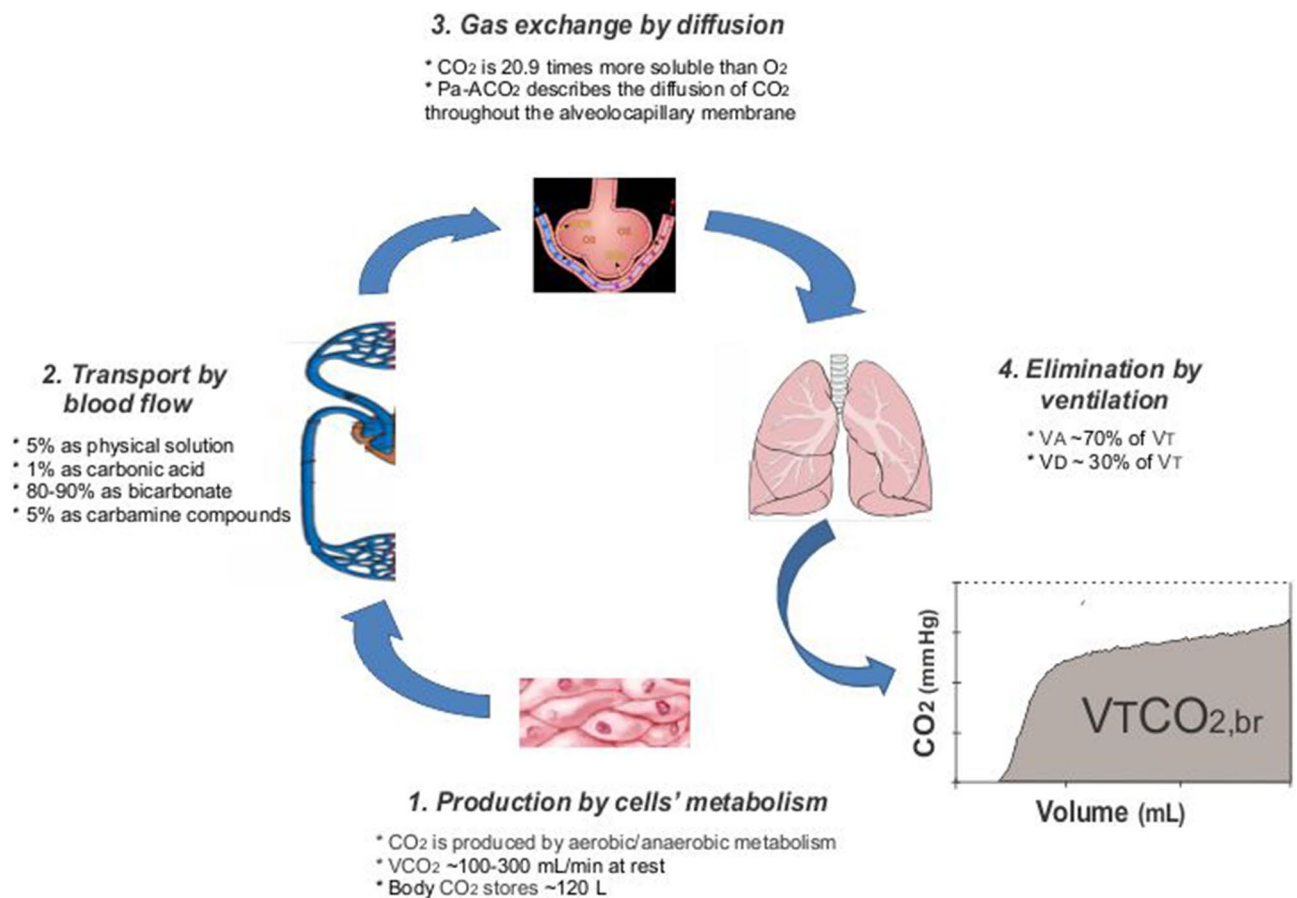 3. Gas exchange by diffusion
* CO2 is 20.9 times more soluble than O2
* Pa-ACO2 describes the diffusion of CO2
throughout the alveolocapillary membrane
O2
O2
2. Transport by
blood flow
* 5% as physical solution
* 1% as carbonic acid
* 80-90% as bicarbonate
* 5% as carbamine compounds
4. Elimination by
ventilation
* VA ~70% of VT
* VD ~ 30% of VT
CO2 (mmHg)
VTCO2,br
Volume (mL)
1. Production by cells' metabolism
* CO2 is produced by aerobic/anaerobic metabolism
* VCO2 ~100-300 mL/min at rest
* Body CO2 stores ~120 L